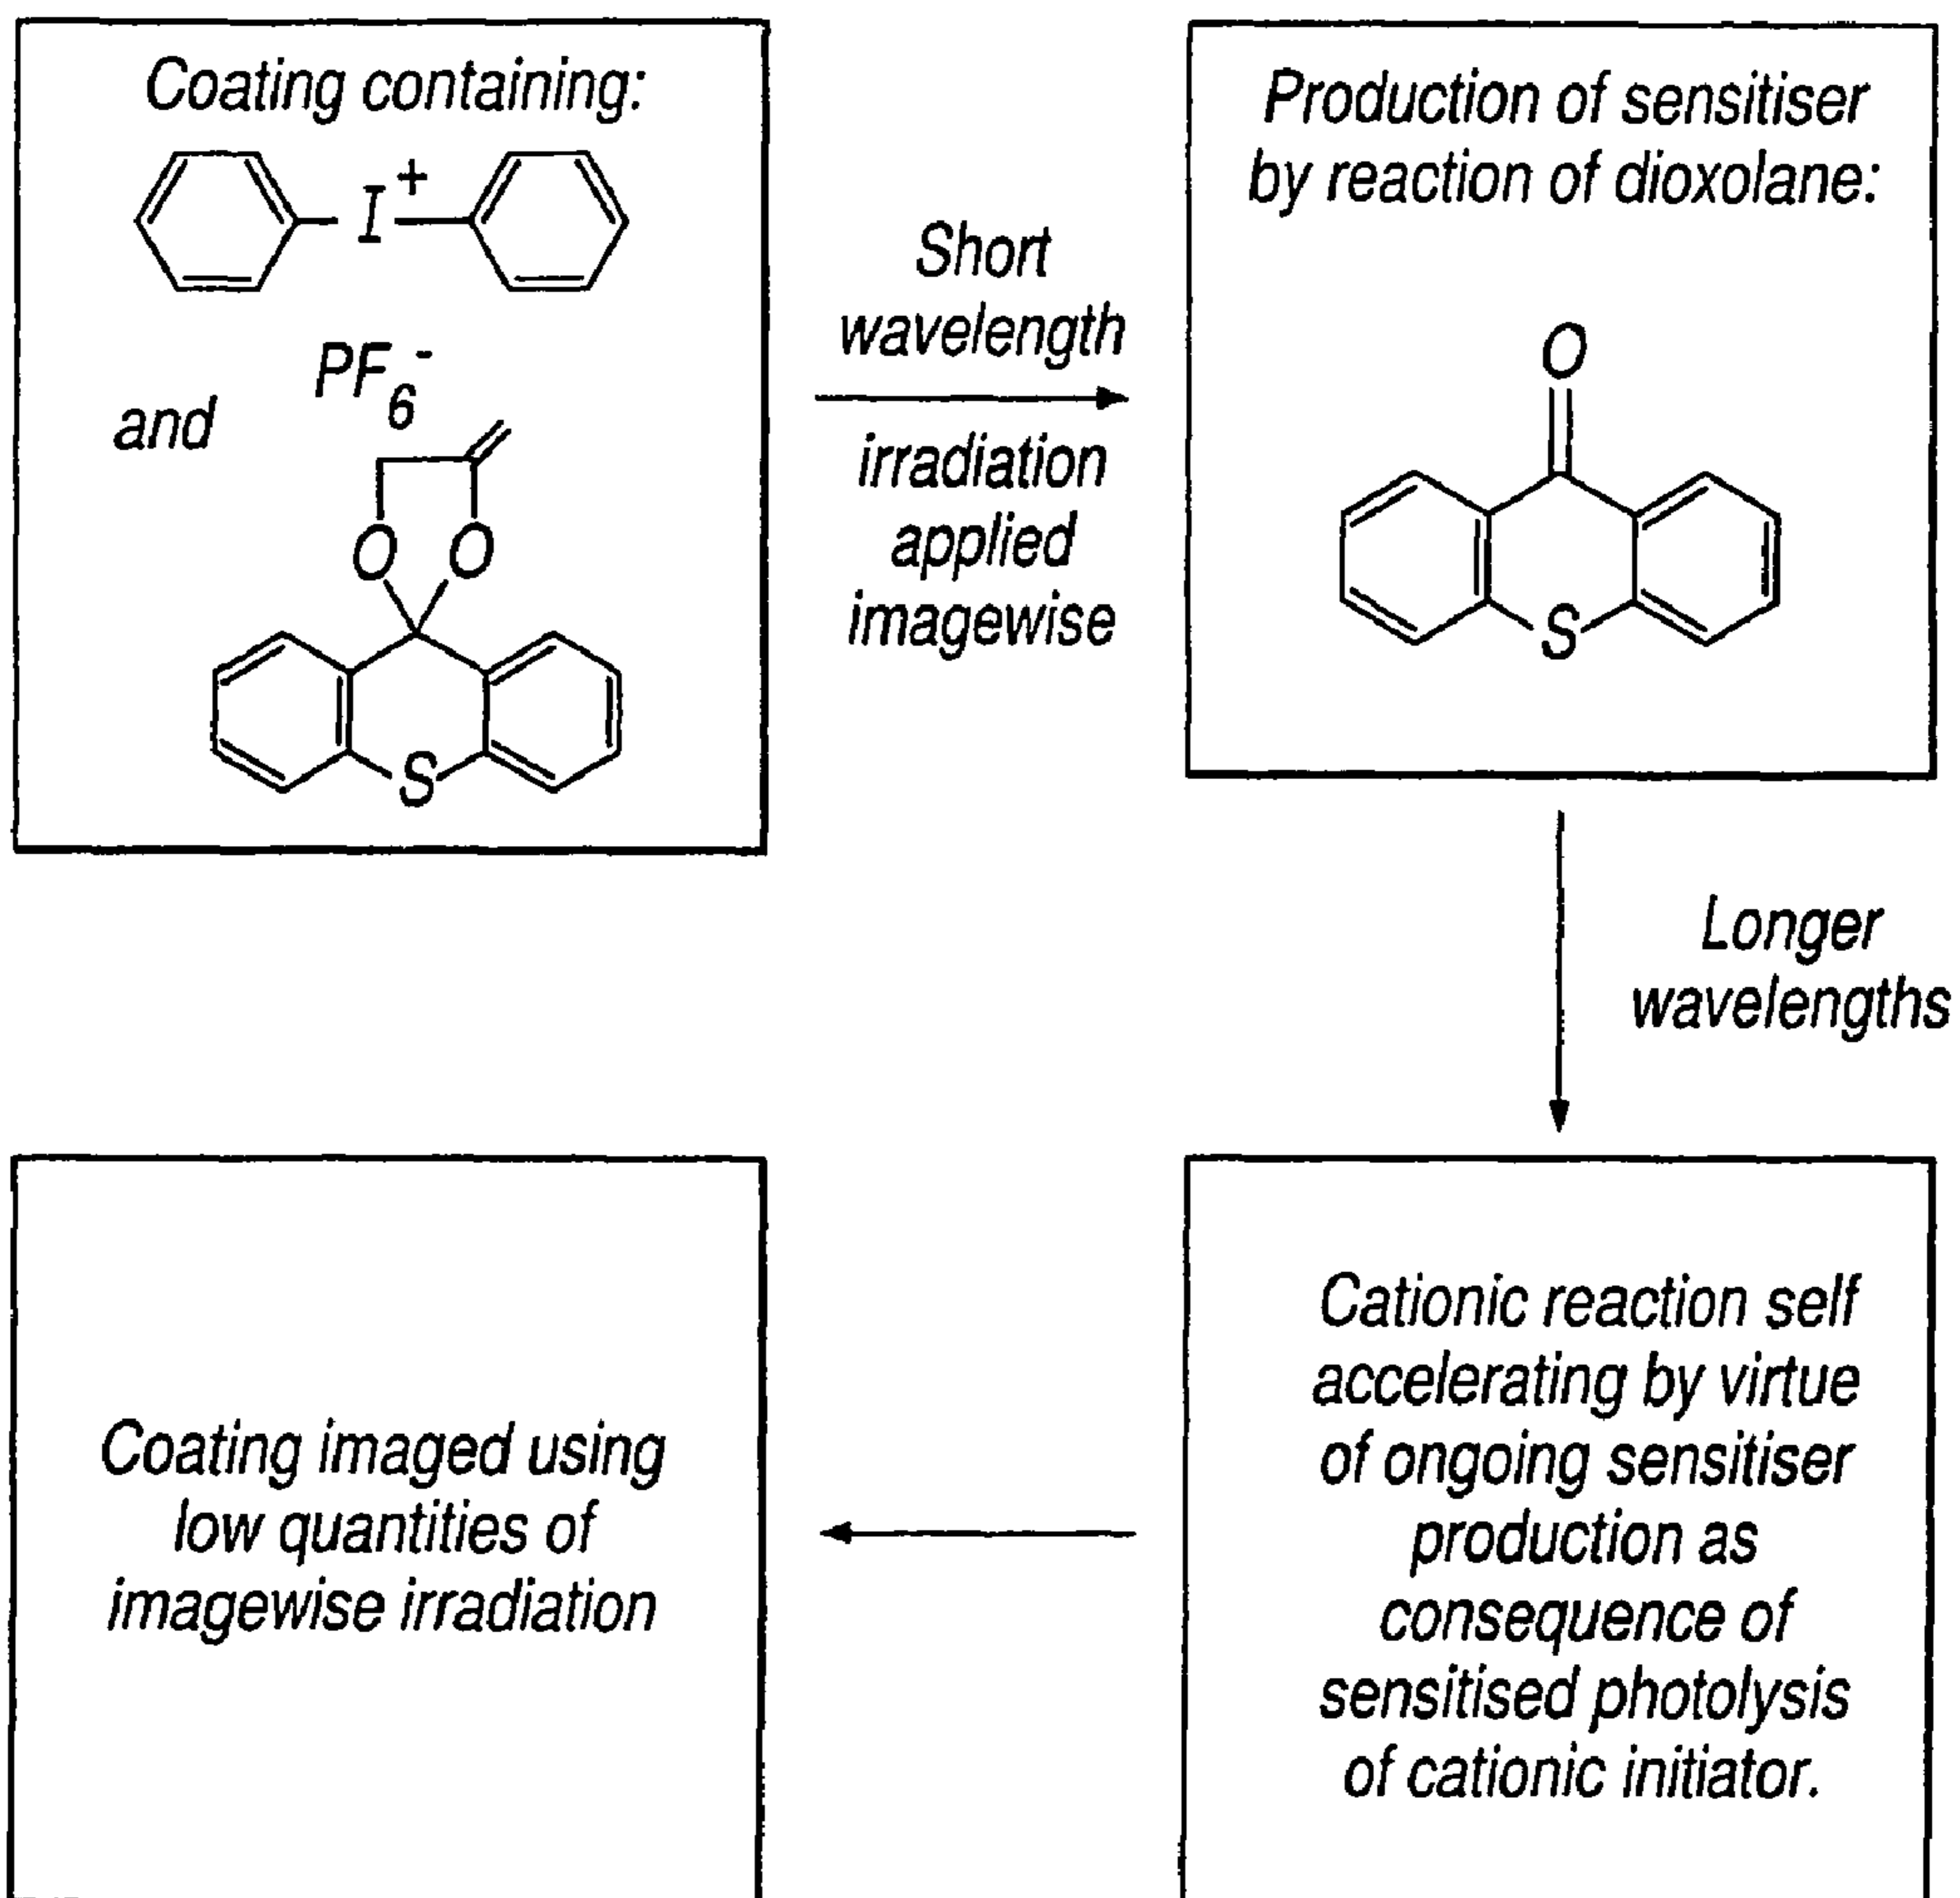 Coating containing:
I+
PF6-
and
O O
S
Short
wavelength
irradiation
applied
imagewise
Production of sensitiser
by reaction of dioxolane:
O
S
Longer
wavelengths
Cationic reaction self
accelerating by virtue
of ongoing sensitiser
production as
consequence of
sensitised photolysis
of cationic initiator.
Coating imaged using
low quantities of
imagewise irradiation